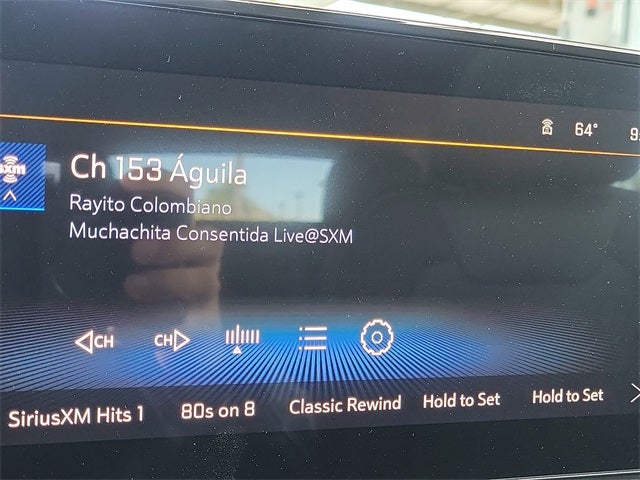 64°
sxm
Ch 153 Águila
Rayito Colombiano
Muchachita Consentida Live@SXM
CH CH
SiriusXM Hits 1 80s on 8 Classic Rewind Hold to Set Hold to Set